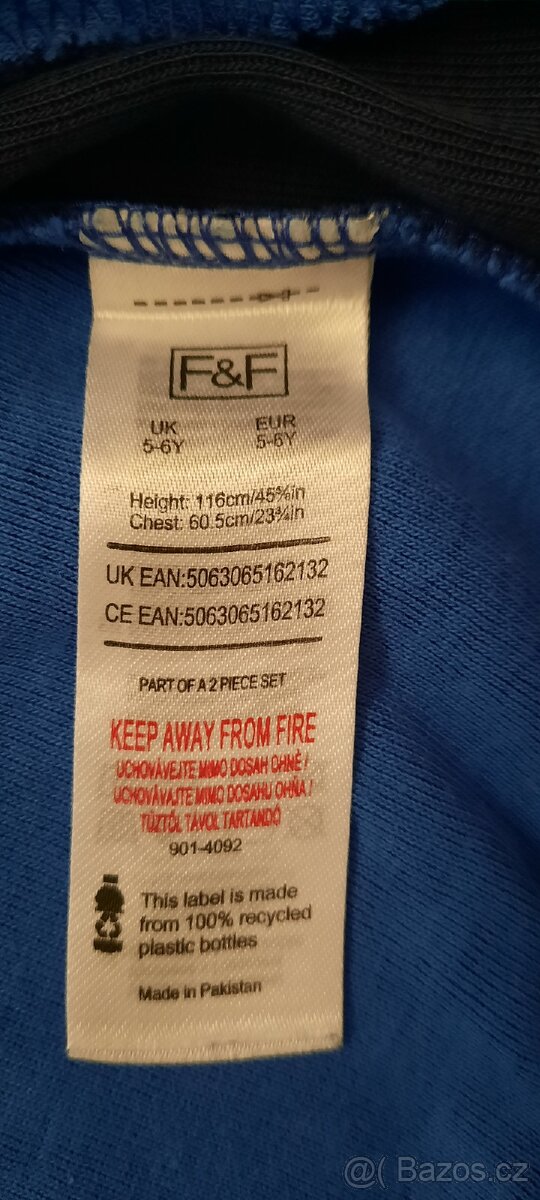 F&F
UK EUR
5-6Y 5-6Y
Height: 116cm/45⅝in
Chest: 60.5cm/23¾in
UK EAN:5063065162132
CE EAN:5063065162132
PART OF A 2 PIECE SET
KEEP AWAY FROM FIRE
UCHOVÁVEJTE MIMO DOSAH OHNĚ /
UCHOVÁVAJTE MIMO DOSAHU OHŇA /
TŰZTŐL TÁVOL TARTANDÓ
901-4092
This label is made
from 100% recycled
plastic bottles
Made in Pakistan
@( Bazos.cz